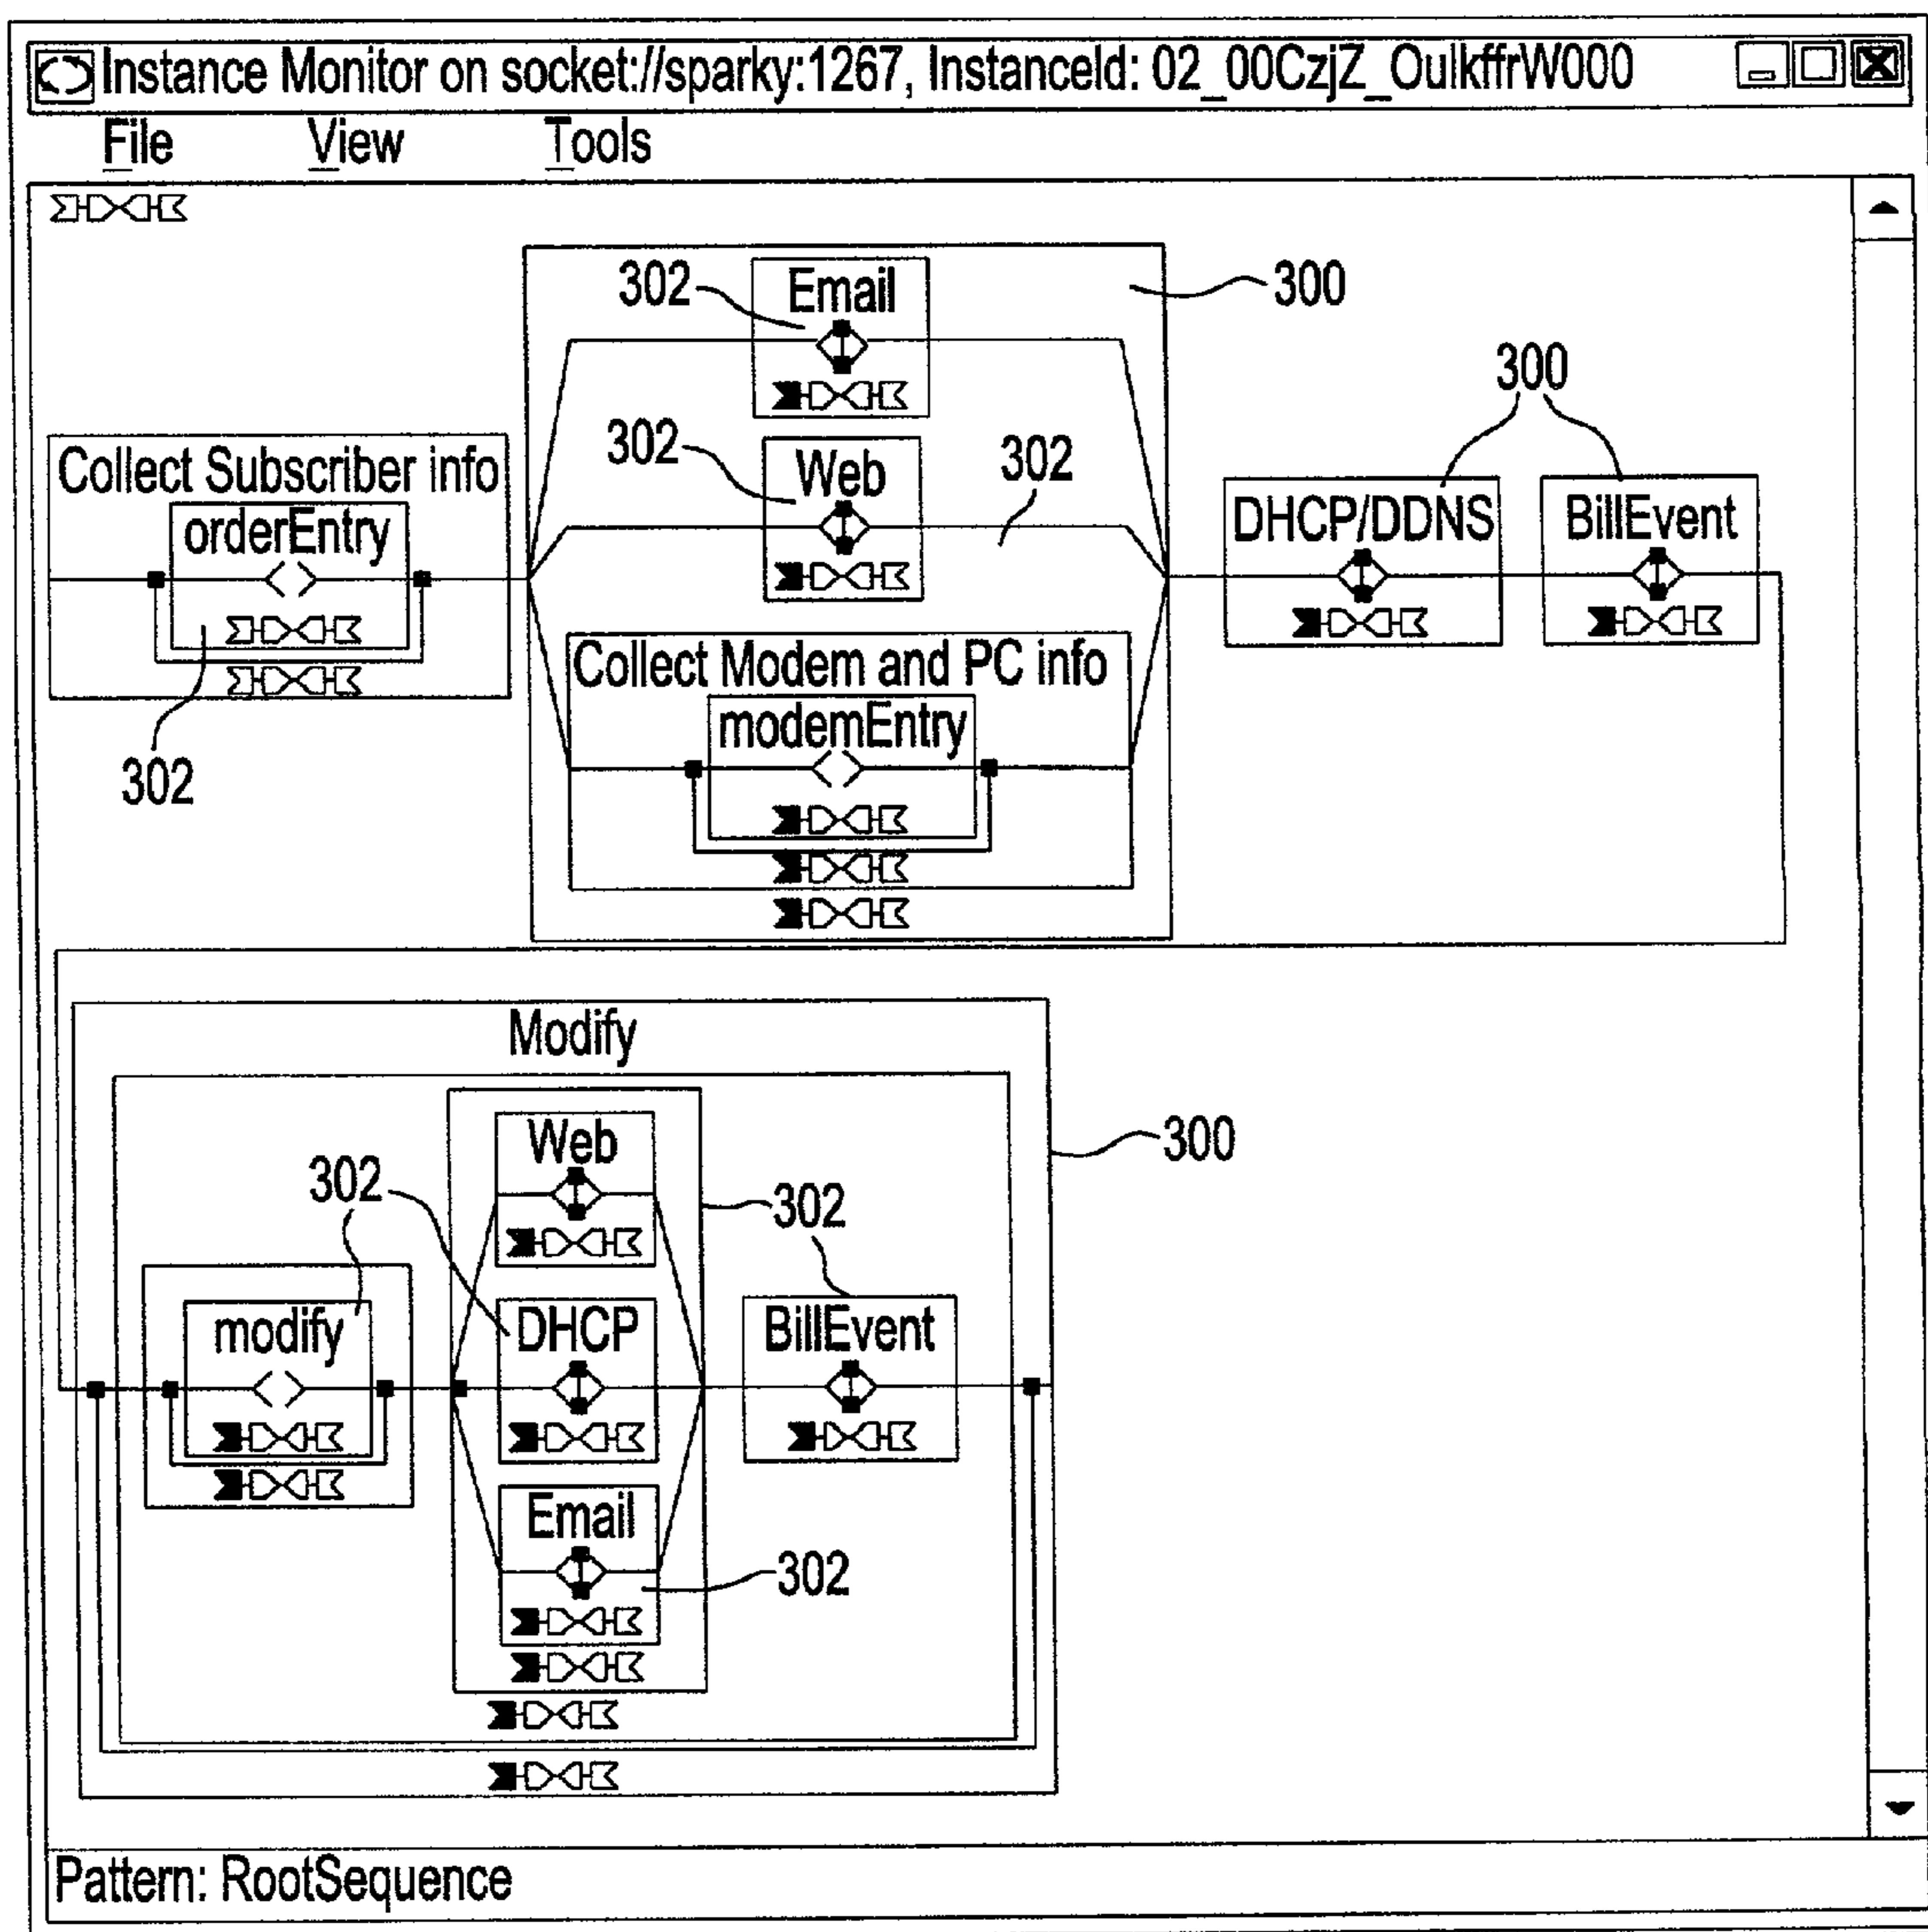 Instance Monitor on socket://sparky:1267, InstanceId: 02_00CzjZ_OulkffrW000
File View Tools
302 Email 300
300
302 Web 302
Collect Subscriber info
orderEntry
DHCP/DDNS BillEvent
Collect Modem and PC info
modemEntry
302
Modify
Web
300
302 302
302 302
modify DHCP BillEvent
Email
302
Pattern: RootSequence